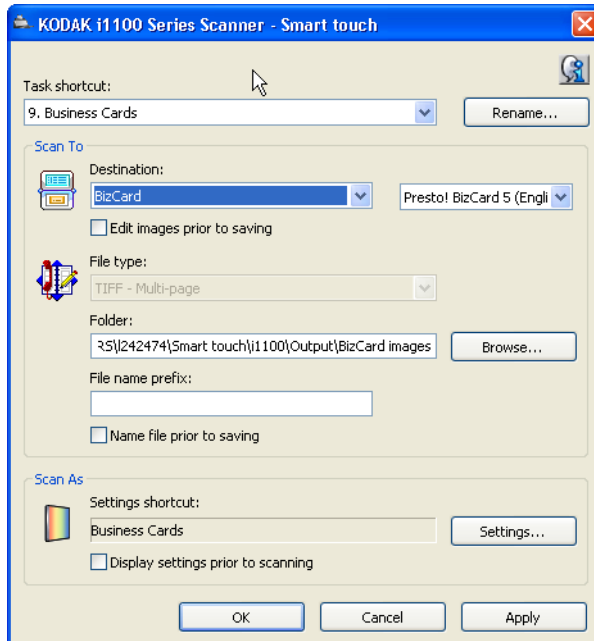 KODAK i1100 Series Scanner - Smart touch
Task shortcut:
9. Business Cards
Rename...
Scan To
Destination:
BizCard
Presto! BizCard 5 (Engli
Edit images prior to saving
File type:
TIFF - Multi-page
Folder:
RS\l242474\Smart touch\i1100\Output\BizCard images
Browse...
File name prefix:
Name file prior to saving
Scan As
Settings shortcut:
Business Cards
Settings...
Display settings prior to scanning
OK
Cancel
Apply